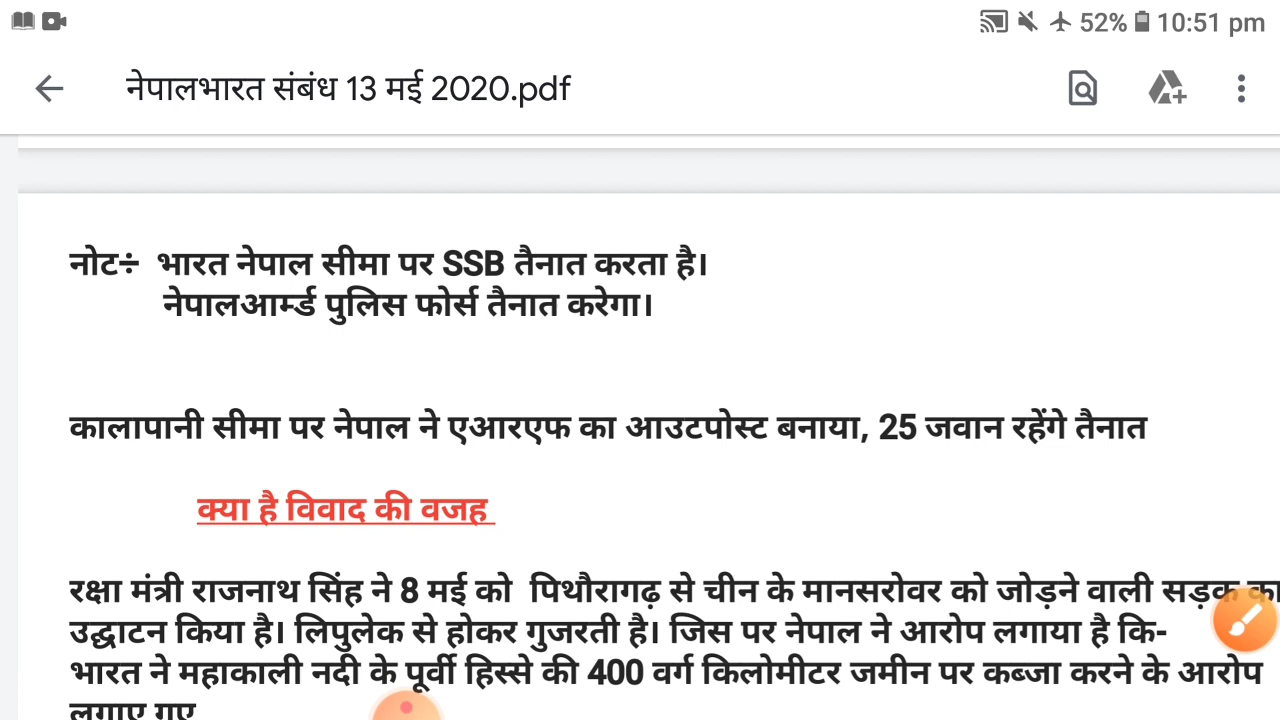 52% 10:51 pm
नेपालभारत संबंध 13 मई 2020.pdf
नोट÷ भारत नेपाल सीमा पर SSB तैनात करता है।
नेपालआर्म्ड पुलिस फोर्स तैनात करेगा।
कालापानी सीमा पर नेपाल ने एआरएफ का आउटपोस्ट बनाया, 25 जवान रहेंगे तैनात
क्या है विवाद की वजह
रक्षा मंत्री राजनाथ सिंह ने 8 मई को पिथौरागढ़ से चीन के मानसरोवर को जोड़ने वाली सड़क का
उद्घाटन किया है। लिपुलेक से होकर गुजरती है। जिस पर नेपाल ने आरोप लगाया है कि-
भारत ने महाकाली नदी के पूर्वी हिस्से की 400 वर्ग किलोमीटर जमीन पर कब्जा करने के आरोप
लगाए गए